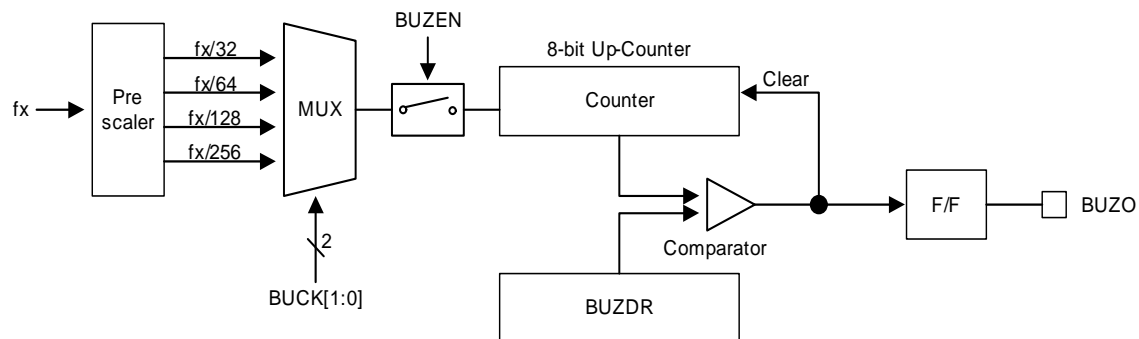 BUZEN
8-bit Up-Counter
fx/32
fx/64
fx/128
fx/256
fx
Pre
scaler
MUX
Counter
Clear
F/F
BUZO
Comparator
2
BUCK[1:0]
BUZDR